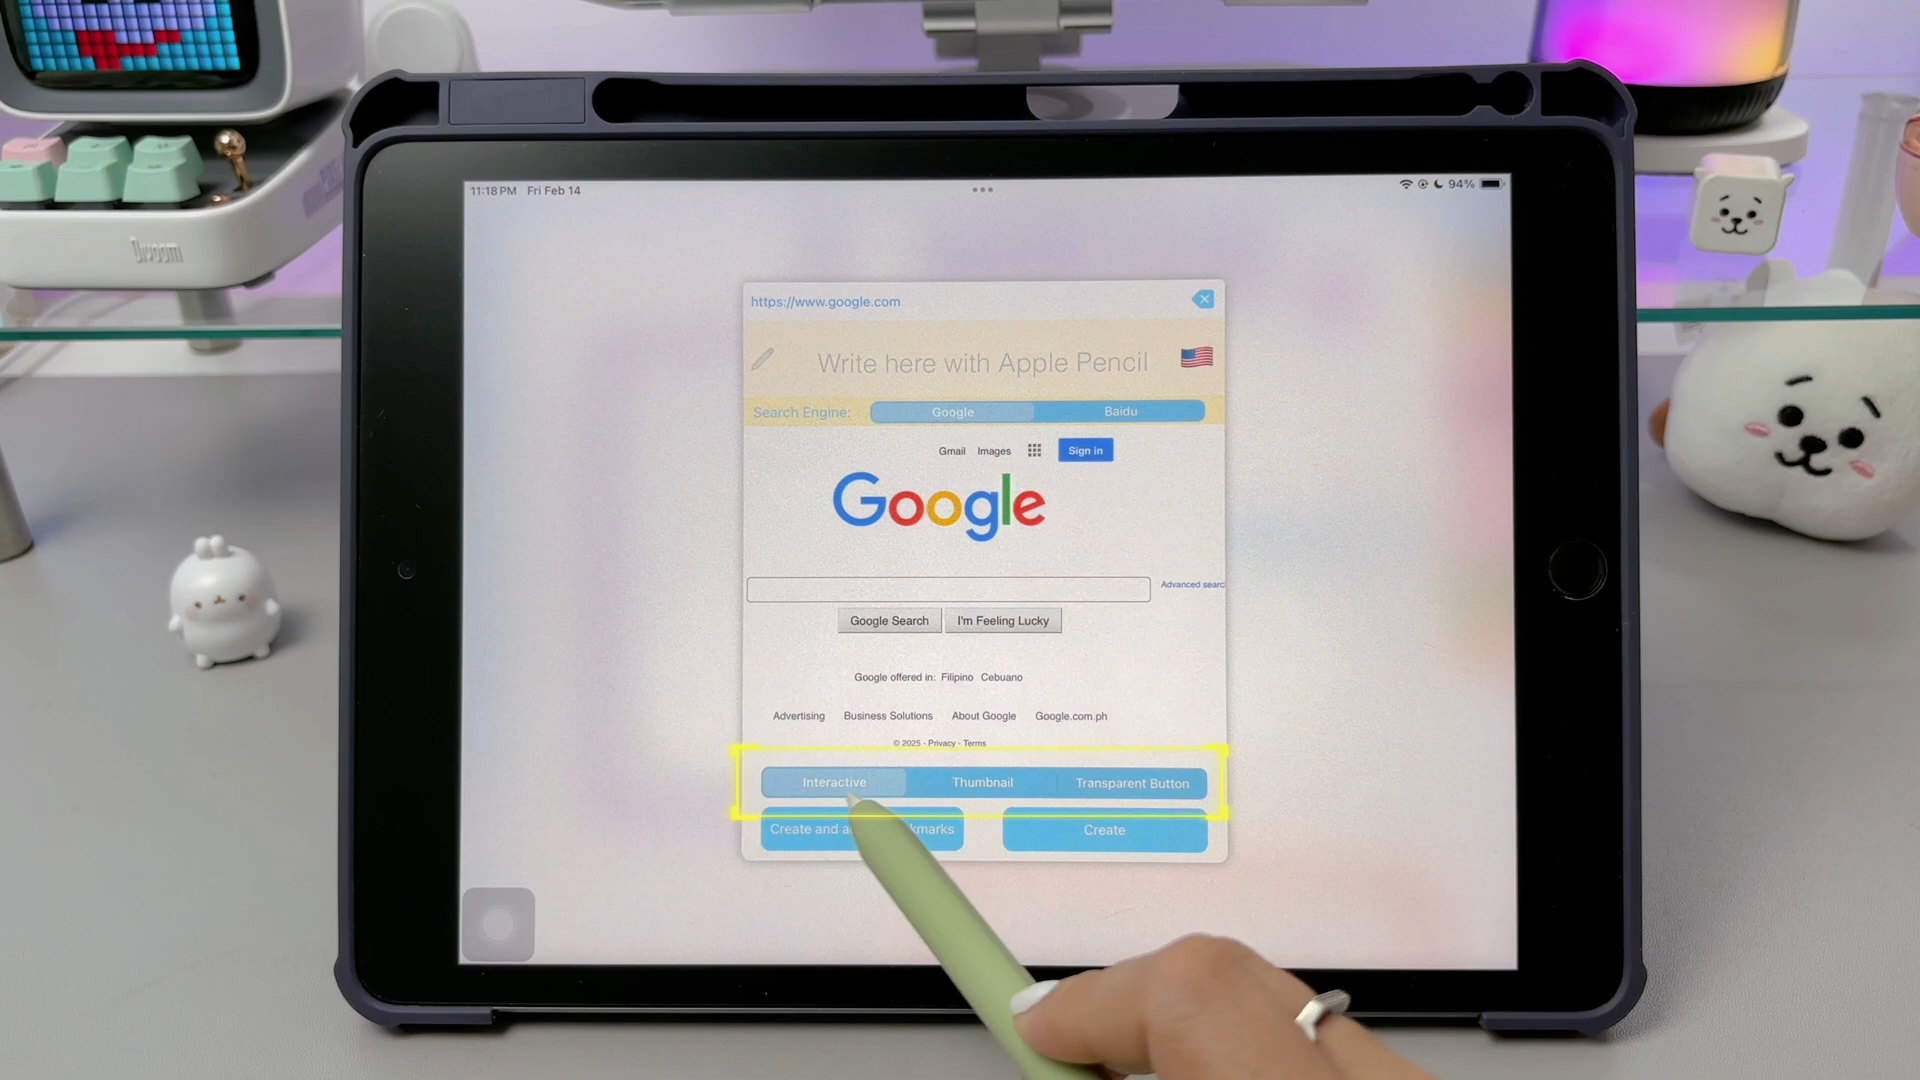 11:18 PM Fri Feb 14
94%
https://www.google.com
Write here with Apple Pencil
Search Engine: Google Baidu
Gmail Images Sign in
Google
Advanced searc
Google Search I'm Feeling Lucky
Google offered in: Filipino Cebuano
Advertising Business Solutions About Google Google.com.ph
© 2025 - Privacy - Terms
Interactive Thumbnail Transparent Button
Create and a kmarks Create
Divoom